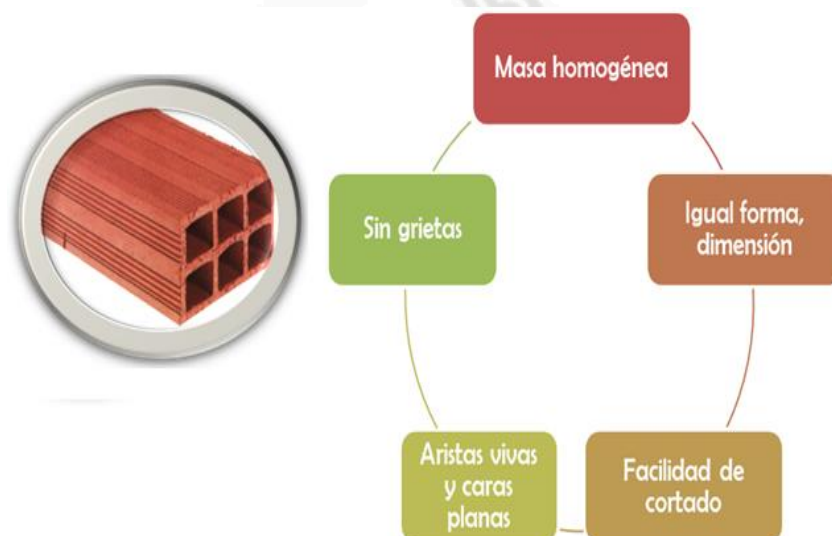 Masa homogénea
Igual forma,
dimensión
Facilidad de
cortado
Aristas vivas
y caras
planas
Sin grietas